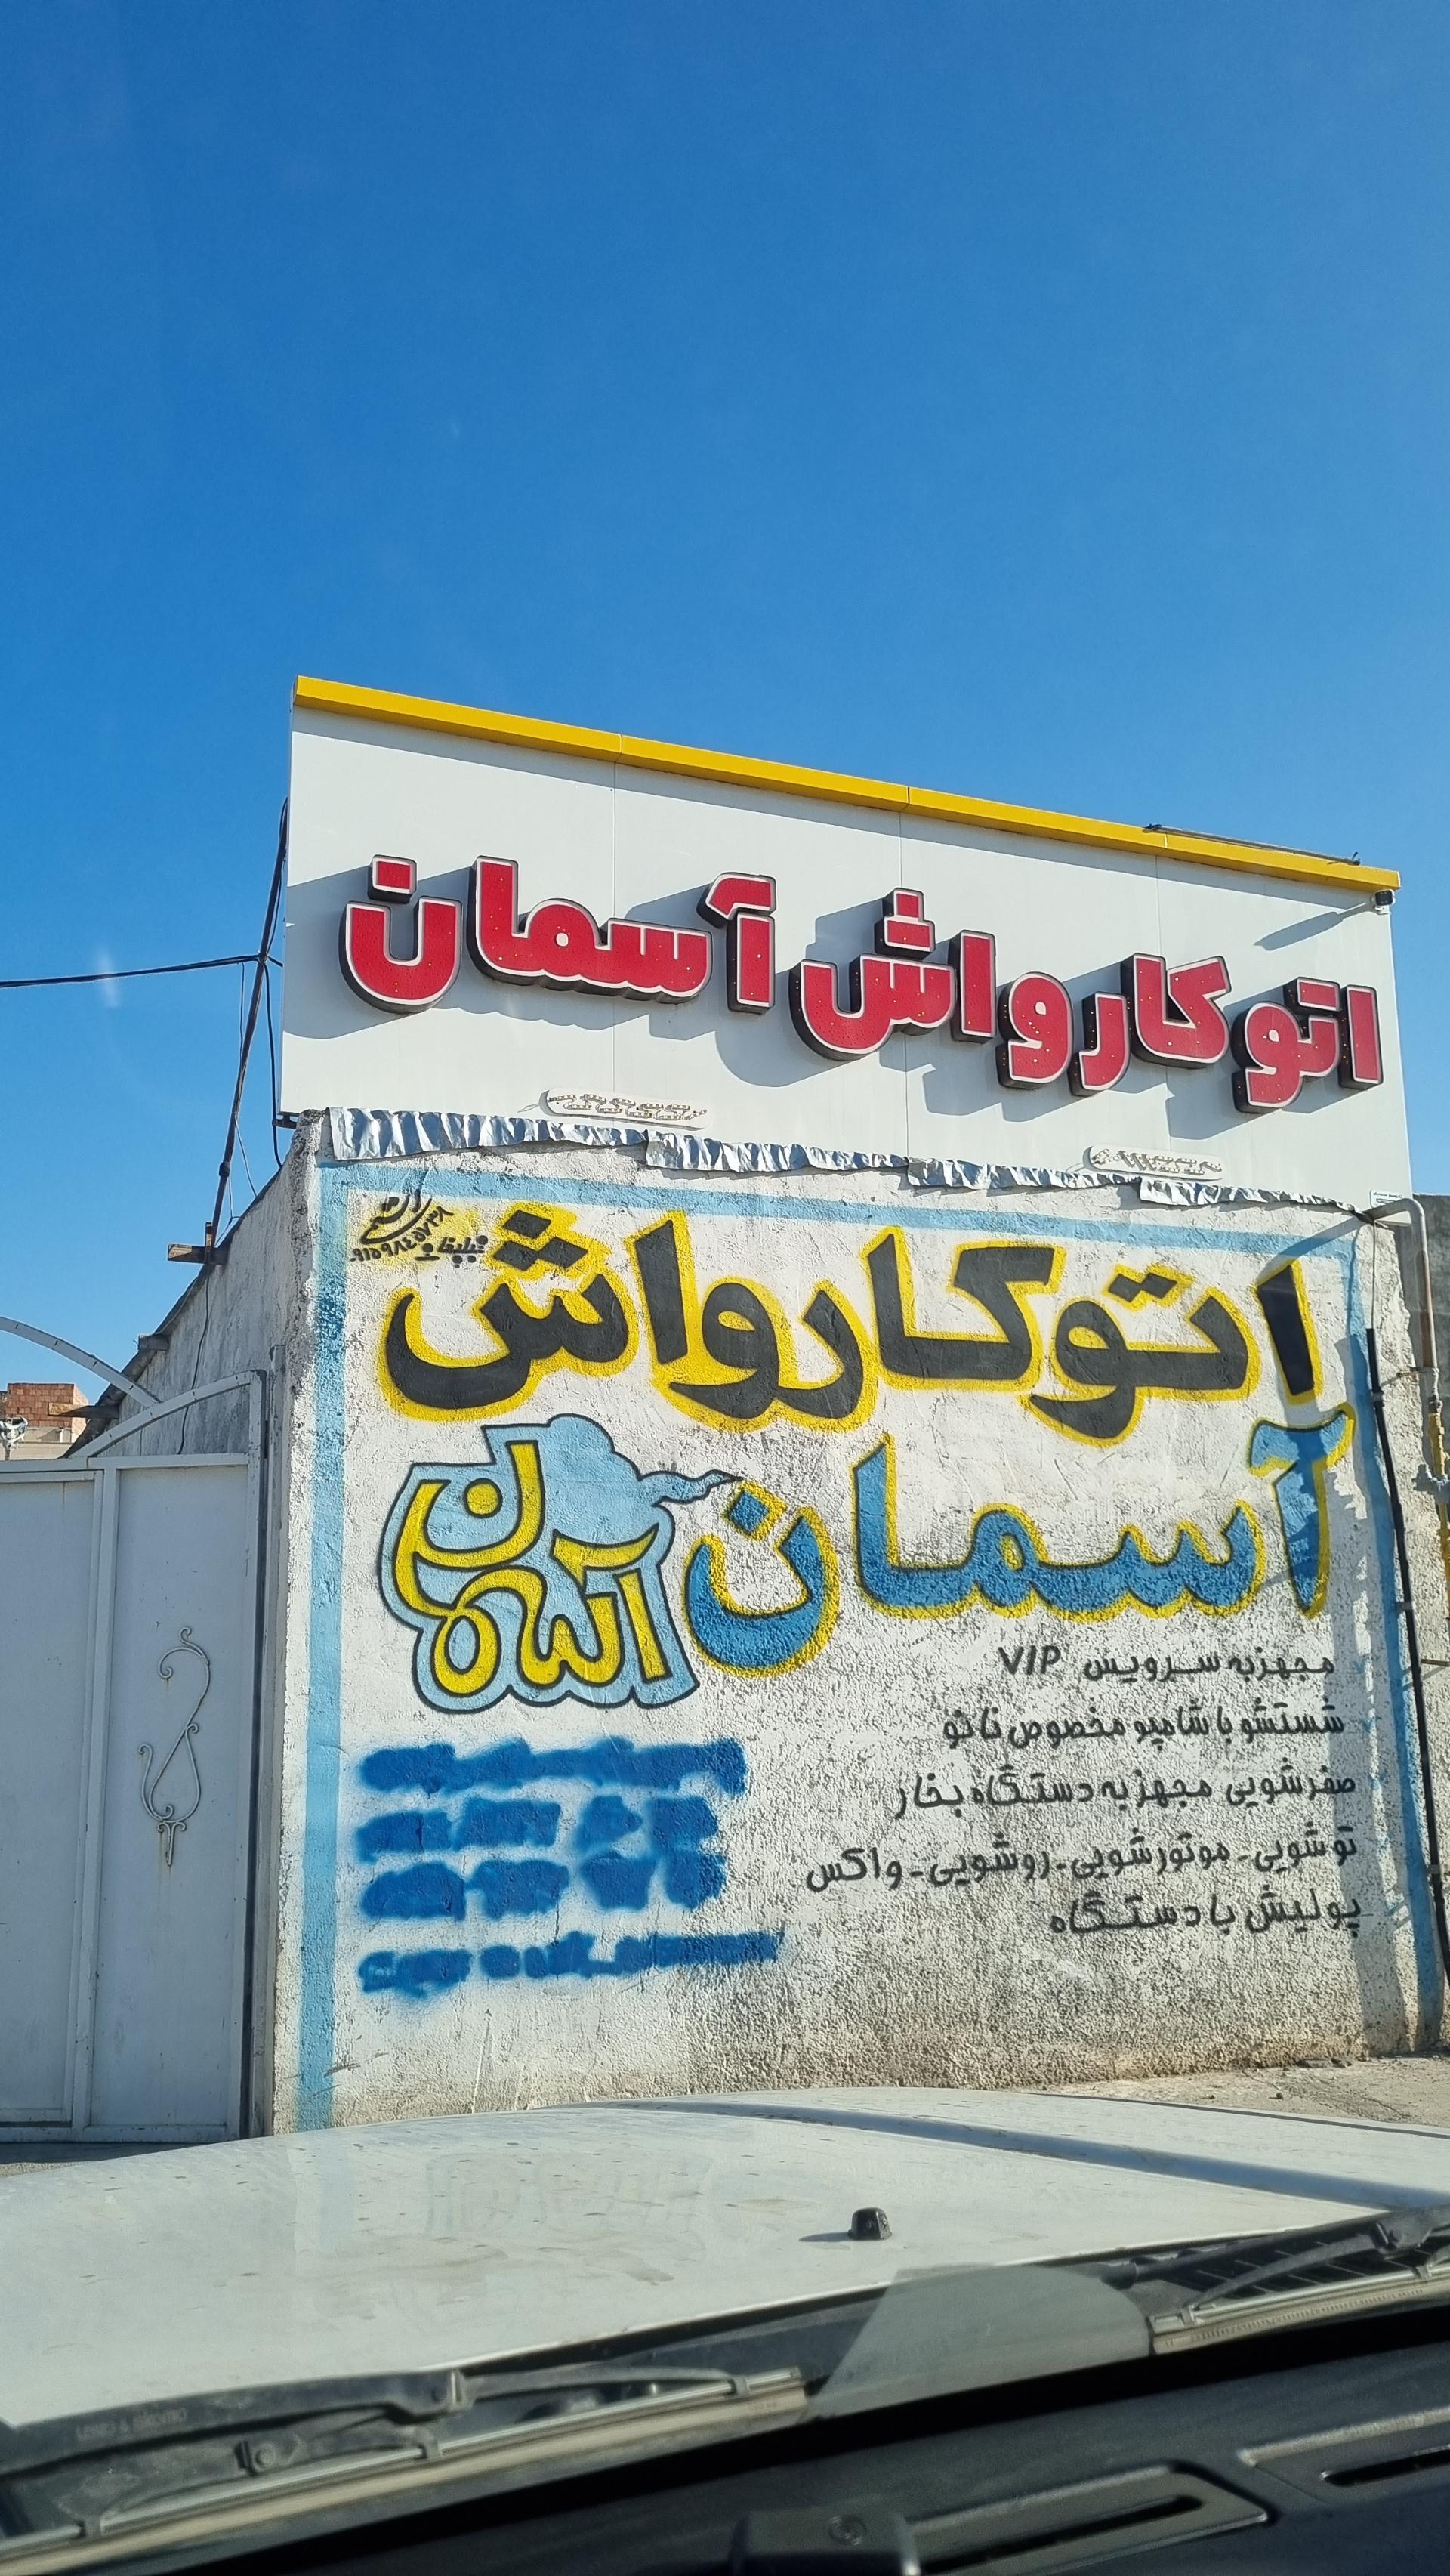 اتوکارواش آسمان
اتوکارواش
آسمان
آسمان
مجهز به سرویس VIP
شستشو با شامپو مخصوص نانو
صفرشویی مجهز به دستگاه بخار
توشویی - موتورشویی - روشویی - واکس
پولیش با دستگاه